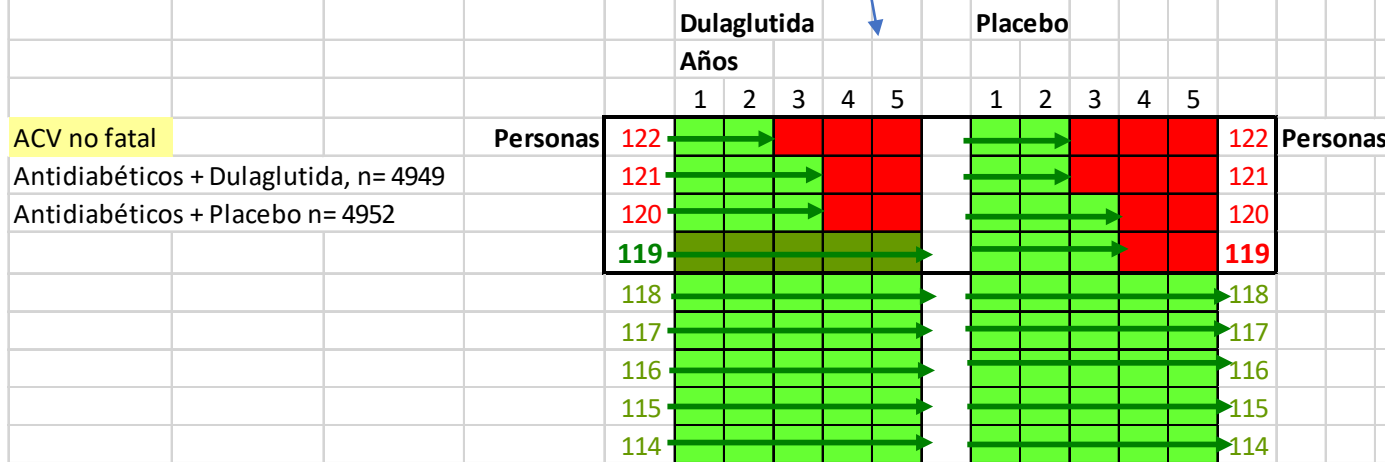 Dulaglutida Placebo
Años
1 2 3 4 5 1 2 3 4 5
ACV no fatal Personas 122 122 Personas
Antidiabéticos + Dulaglutida, n= 4949 121 121
Antidiabéticos + Placebo n= 4952 120 120
119 119
118 118
117 117
116 116
115 115
114 114